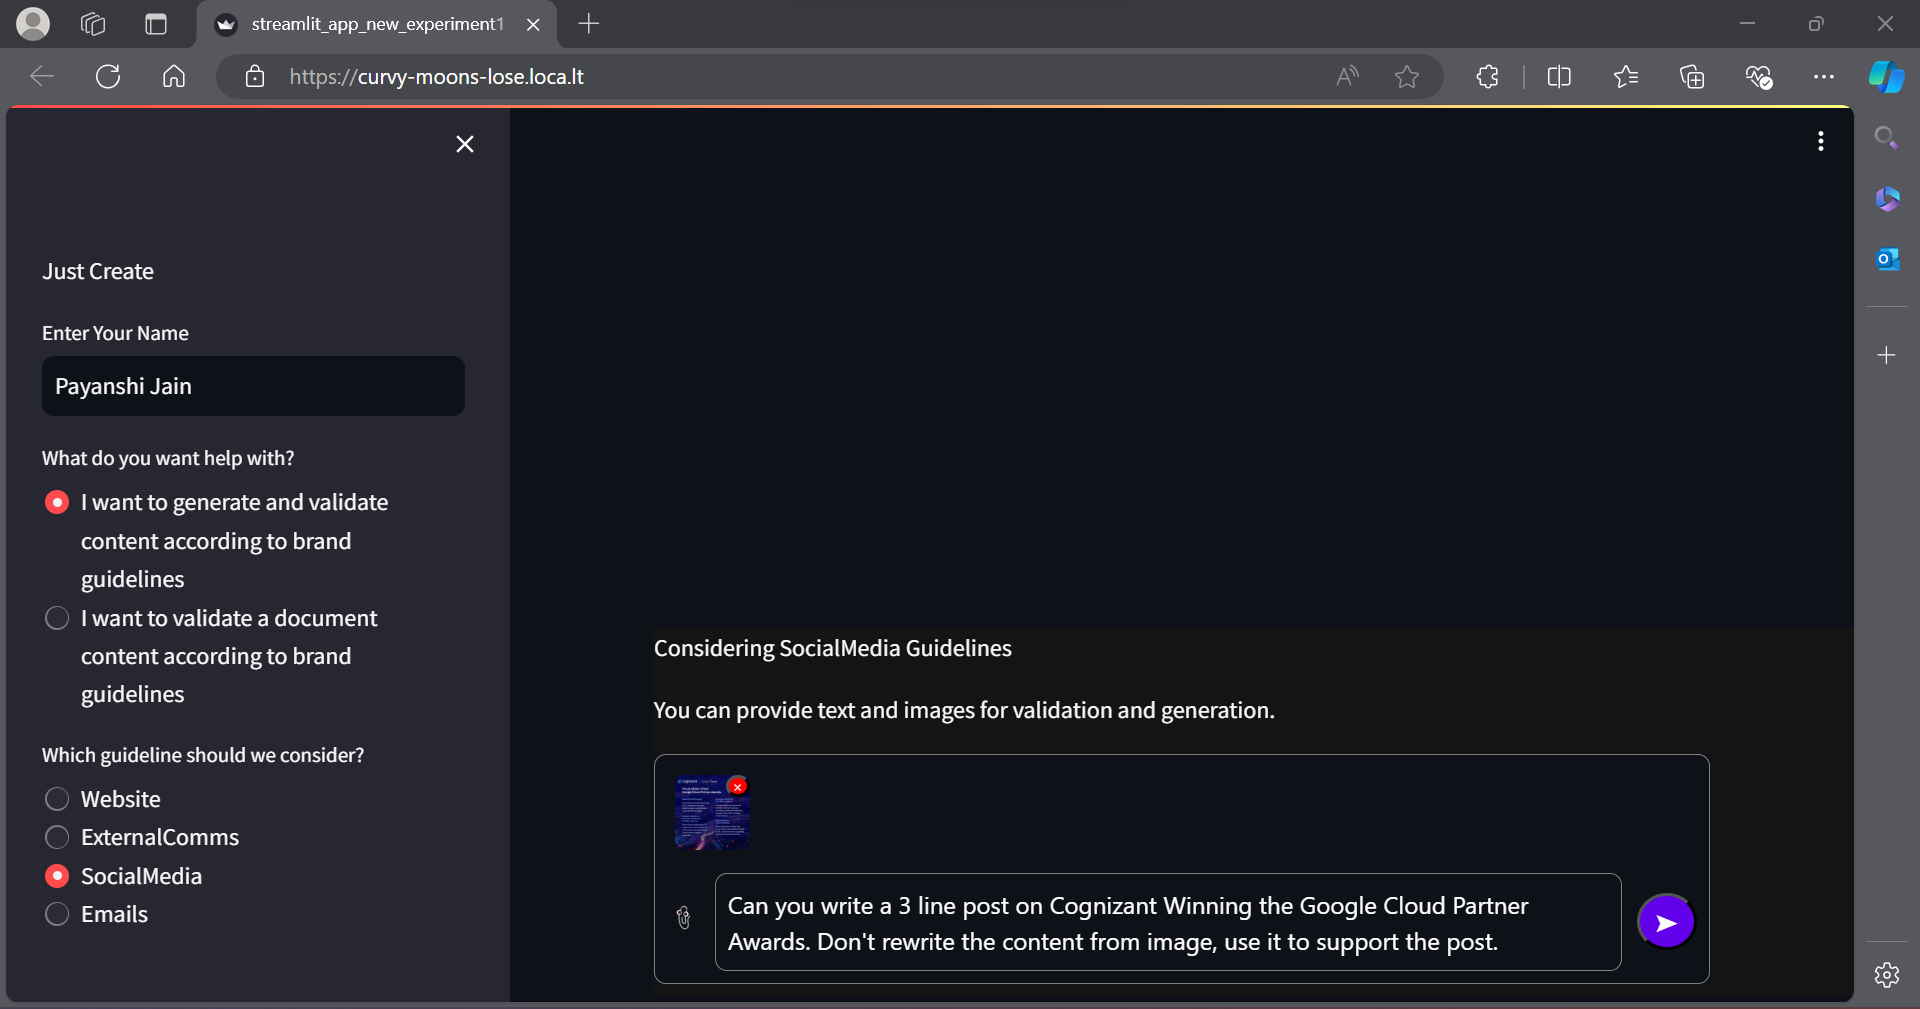 streamlit_app_new_experiment1
https://curvy-moons-lose.loca.lt
Just Create
Enter Your Name
Payanshi Jain
What do you want help with?
I want to generate and validate
content according to brand
guidelines
I want to validate a document
content according to brand
guidelines
Which guideline should we consider?
Website
ExternalComms
SocialMedia
Emails
Considering SocialMedia Guidelines
You can provide text and images for validation and generation.
Can you write a 3 line post on Cognizant Winning the Google Cloud Partner
Awards. Don't rewrite the content from image, use it to support the post.